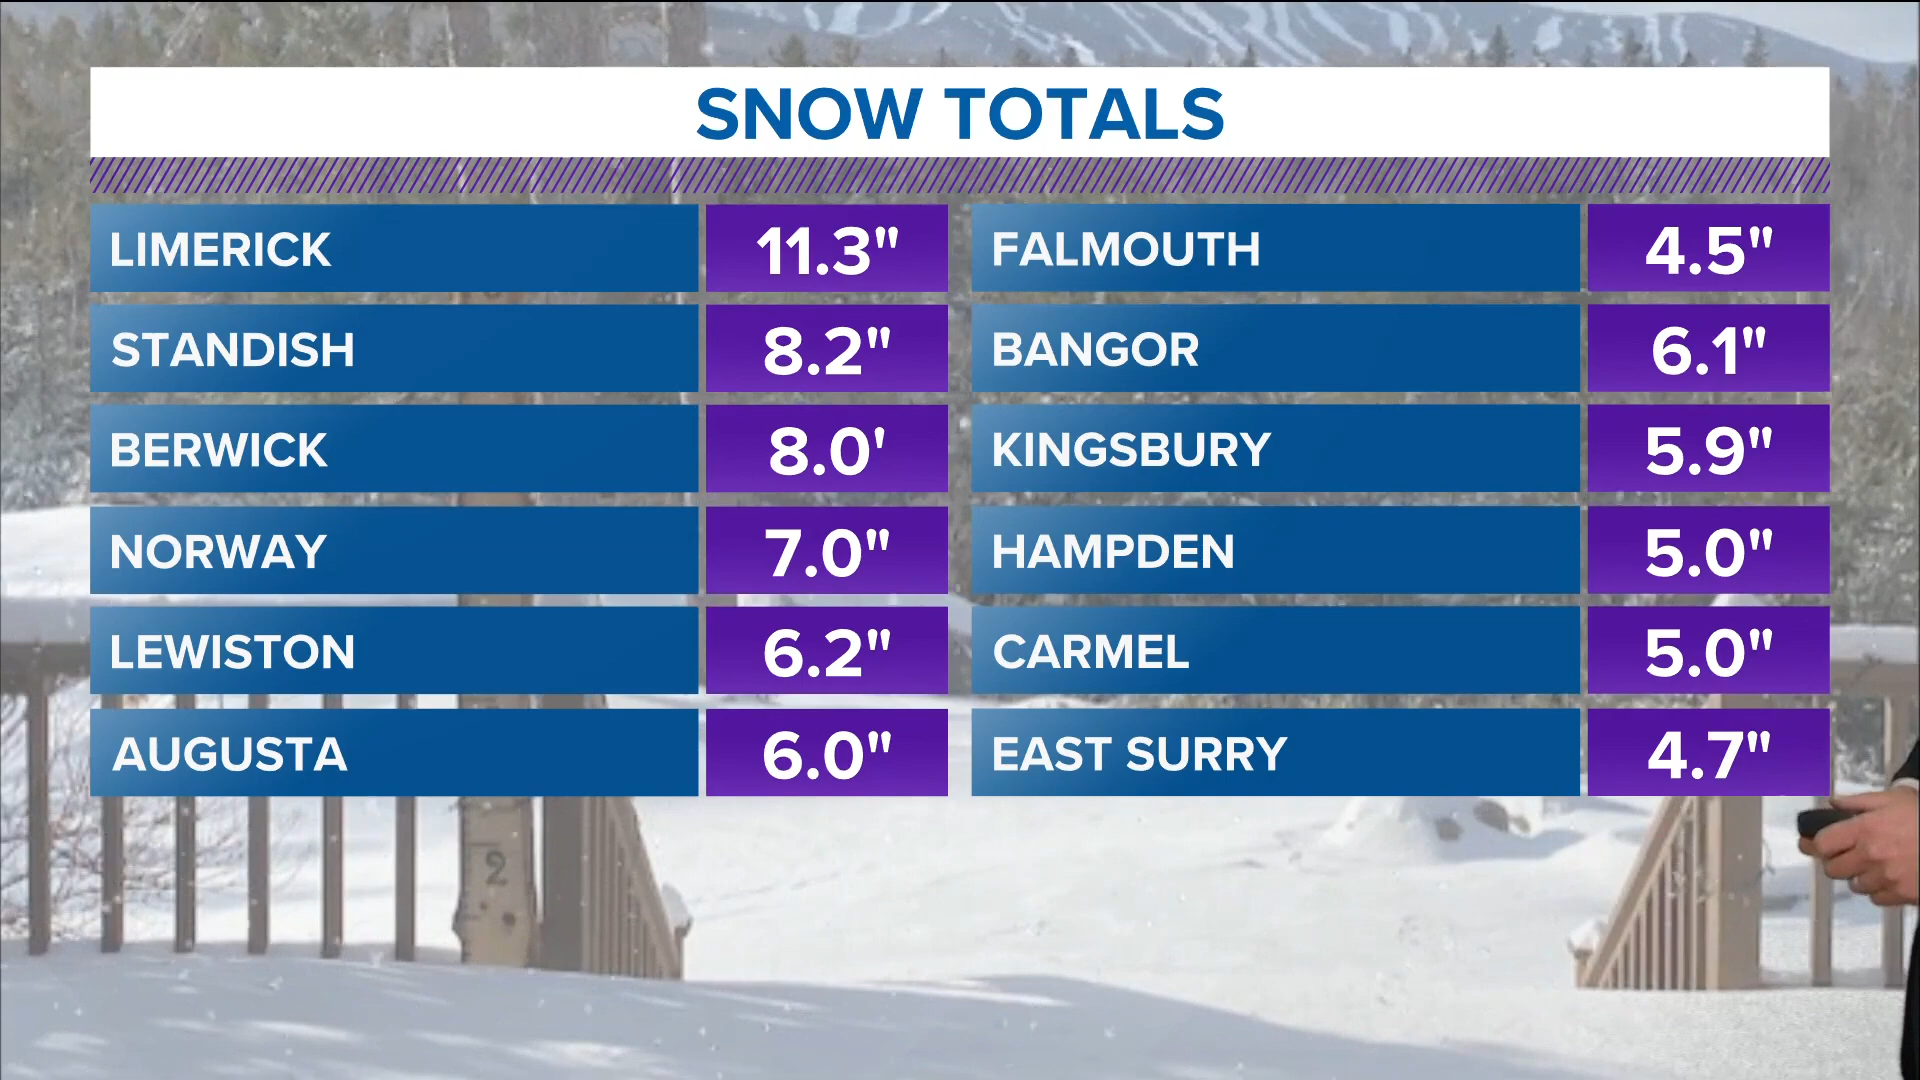 SNOW TOTALS
LIMERICK 11.3"
STANDISH 8.2"
BERWICK 8.0'
NORWAY 7.0"
LEWISTON 6.2"
AUGUSTA 6.0"
FALMOUTH 4.5"
BANGOR 6.1"
KINGSBURY 5.9"
HAMPDEN 5.0"
CARMEL 5.0"
EAST SURRY 4.7"
2